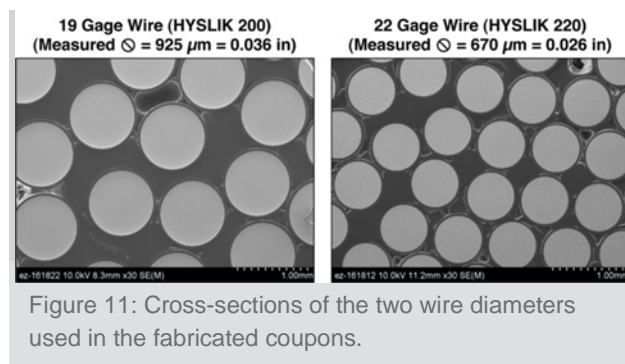 19 Gage Wire (HYSLIK 200)
(Measured ⦰ = 925 µm = 0.036 in)
22 Gage Wire (HYSLIK 220)
(Measured ⦰ = 670 µm = 0.026 in)
ez-161822 10.0kV 8.3mm x30 SE(M)
1.00mm
ez-161812 10.0kV 11.2mm x30 SE(M)
1.00mm
Figure 11: Cross-sections of the two wire diameters
used in the fabricated coupons.